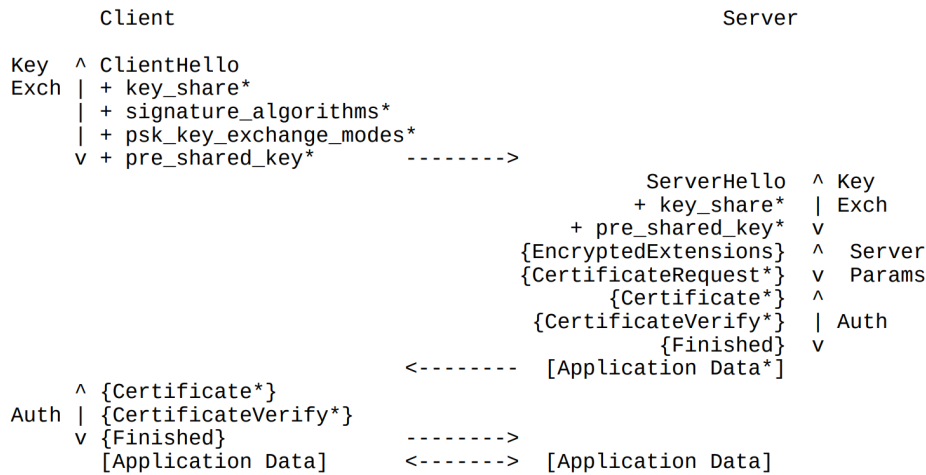 Client                                           Server

Key  ^ ClientHello
Exch | + key_share*
     | + signature_algorithms*
     | + psk_key_exchange_modes*
     v + pre_shared_key*       -------->
                                                  ServerHello  ^ Key
                                                 + key_share*  | Exch
                                            + pre_shared_key*  v
                                        {EncryptedExtensions}  ^  Server
                                        {CertificateRequest*}  v  Params
                                               {Certificate*}  ^
                                         {CertificateVerify*}  | Auth
                                                   {Finished}  v
                               <--------  [Application Data*]
     ^ {Certificate*}
Auth | {CertificateVerify*}
     v {Finished}              -------->
       [Application Data]      <------->  [Application Data]